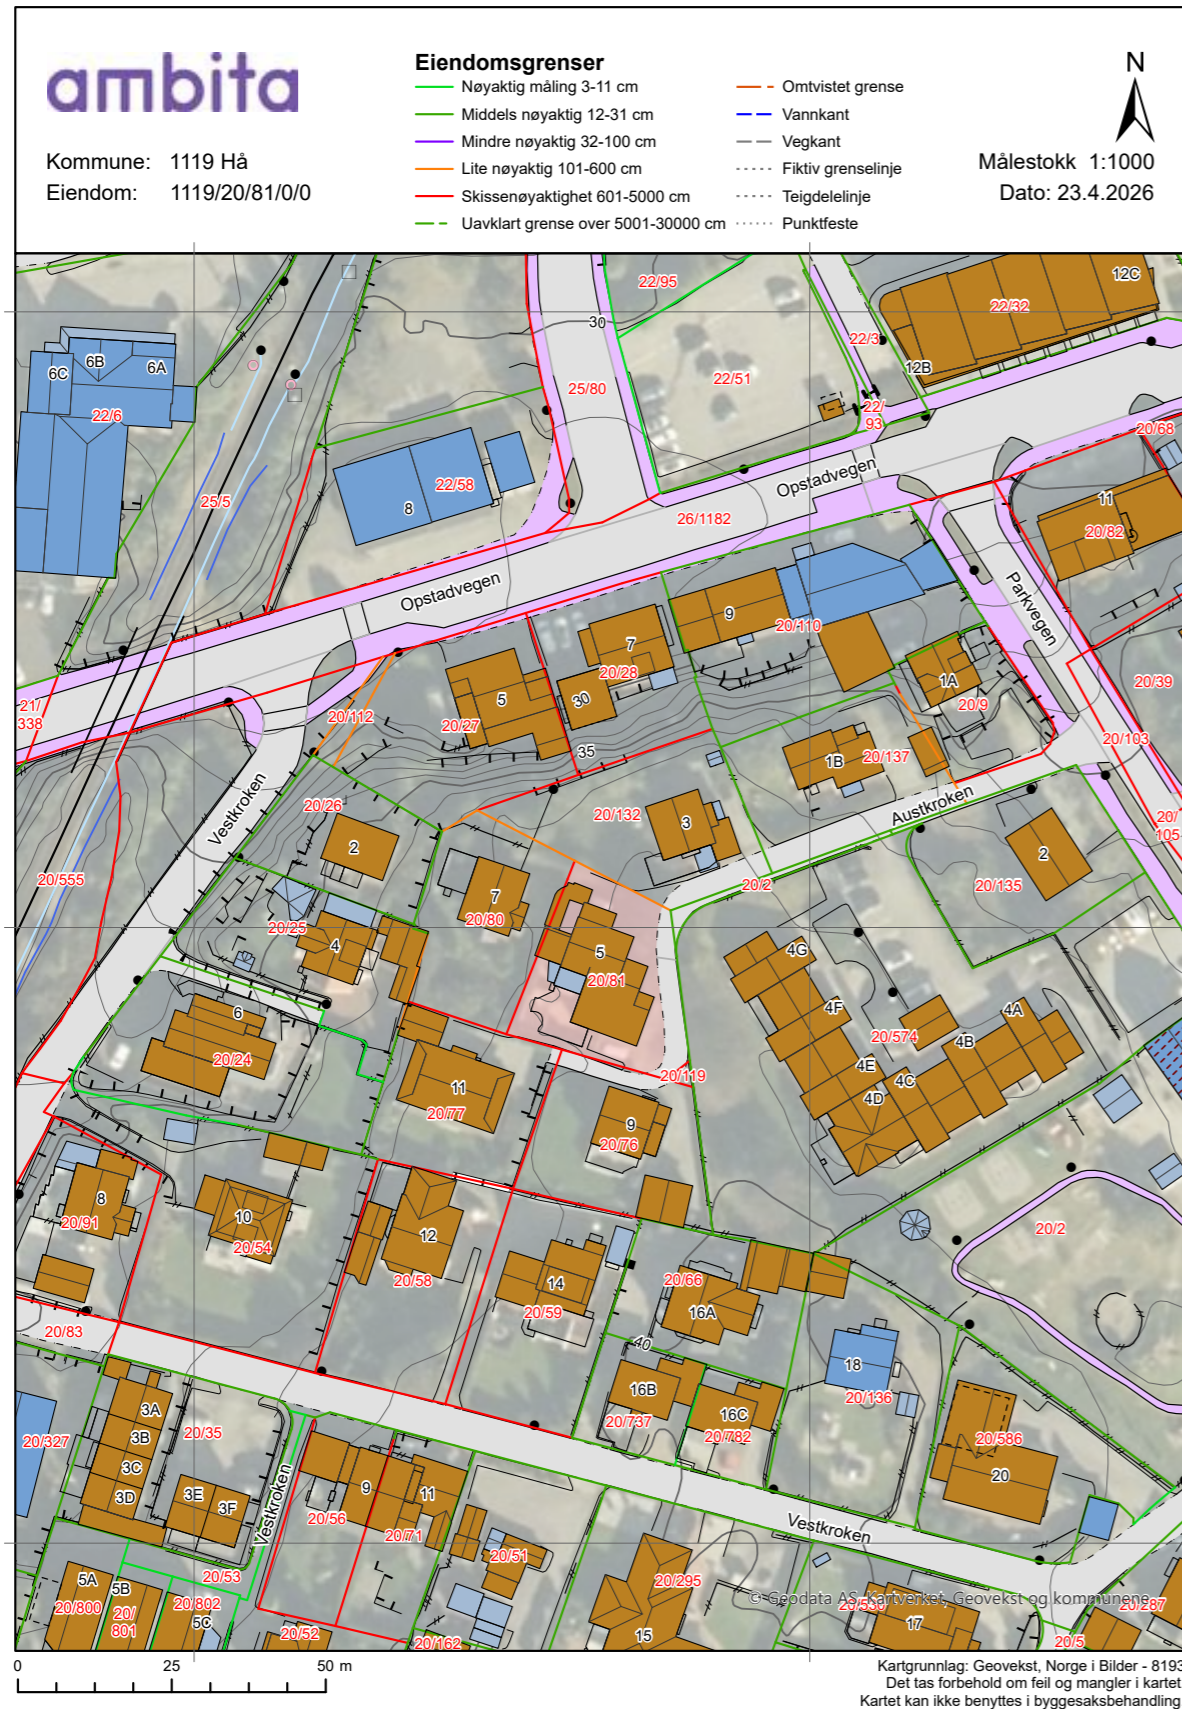 ambita
Kommune: 1119 Hå
Eiendom: 1119/20/81/0/0
Eiendomsgrenser
Nøyaktig måling 3-11 cm
Middels nøyaktig 12-31 cm
Mindre nøyaktig 32-100 cm
Lite nøyaktig 101-600 cm
Skissenøyaktighet 601-5000 cm
Uavklart grense over 5001-30000 cm
Omtvistet grense
Vannkant
Vegkant
Fiktiv grenselinje
Teigdelelinje
Punktfeste
N
Målestokk 1:1000
Dato: 23.4.2026
22/95
12C
22/32
30
22/3
6C
6B
6A
12B
25/80
22/51
22/6
22/
93
20/68
8
22/58
Opstadvegen
11
20/82
25/5
26/1182
Opstadvegen
Parkvegen
9
20/110
7
20/28
1A
20/9
20/39
21/
338
20/112
20/27
5
30
35
1B
20/137
20/103
Vestkroken
20/26
20/132
3
Austkroken
20/
105
2
2
20/555
20/2
20/135
7
20/80
20/25
4
5
20/81
4G
6
20/24
4F
4A
20/574
4B
4E
4C
4D
20/119
11
20/77
9
20/76
8
20/91
10
20/54
12
20/58
20/2
14
20/59
20/66
16A
20/83
40
18
20/136
16B
20/737
16C
20/782
3A
20/35
3B
20/327
3C
3D
3E
3F
Vestkroken
9
20/56
11
20/71
20/586
20
Vestkroken
20/51
20/53
5A
20/800
5B
20/
801
20/802
5C
20/52
20/162
20/295
15
© Geodata AS, Kartverket, Geovekst og kommunene
20/530
17
20/287
20/5
0 25 50 m
Kartgrunnlag: Geovekst, Norge i Bilder - 8193
Det tas forbehold om feil og mangler i kartet
Kartet kan ikke benyttes i byggesaksbehandling